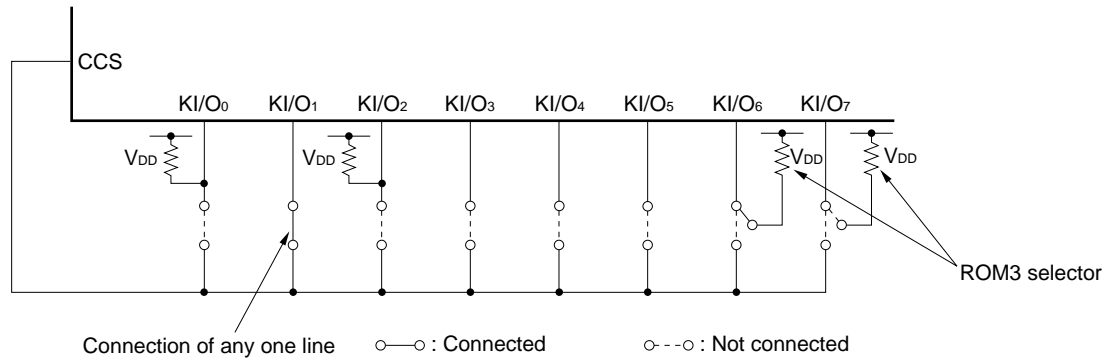 CCS
KI/O0 KI/O1 KI/O2 KI/O3 KI/O4 KI/O5 KI/O6 KI/O7
VDD VDD VDD VDD
ROM3 selector
Connection of any one line : Connected : Not connected